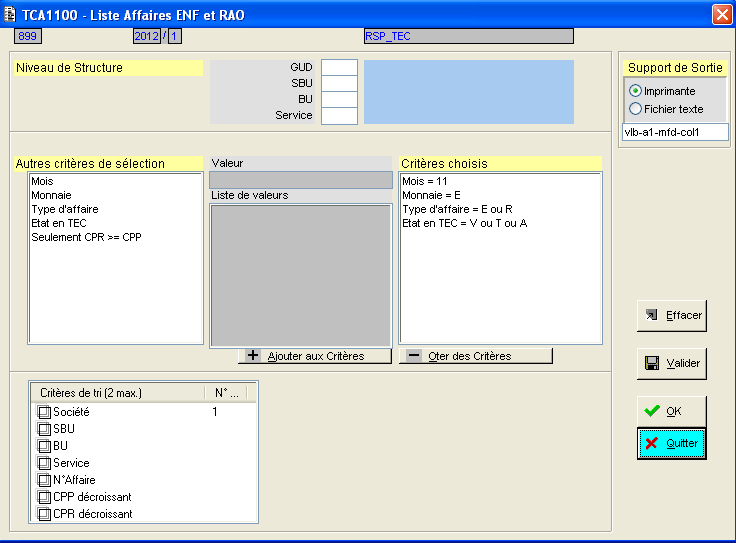 TCA1100 - Liste Affaires ENF et RAO
899 2012 / 1 RSP_TEC
Niveau de Structure
GUD
SBU
BU
Service
Support de Sortie
Imprimante
Fichier texte
vlb-a1-mfd-col1
Autres critères de sélection
Mois
Monnaie
Type d'affaire
Etat en TEC
Seulement CPR >= CPP
Valeur
Liste de valeurs
Critères choisis
Mois = 11
Monnaie = E
Type d'affaire = E ou R
Etat en TEC = V ou T ou A
Ajouter aux Critères
Oter des Critères
Effacer
Valider
OK
Quitter
Critères de tri (2 max.) N° ...
Société 1
SBU
BU
Service
N°Affaire
CPP décroissant
CPR décroissant